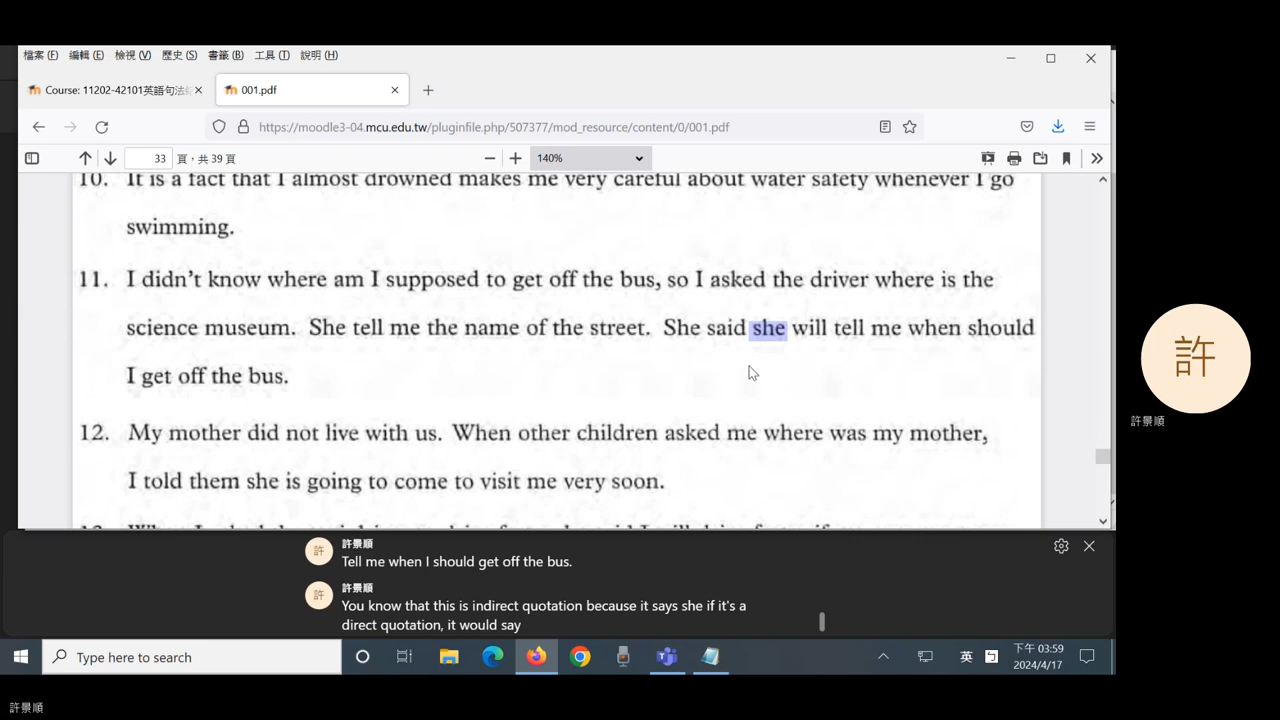 檔案 (F) 編輯 (E) 檢視 (V) 歷史 (S) 書籤 (B) 工具 (T) 說明 (H)
Course: 11202-42101英語句法
001.pdf
https://moodle3-04.mcu.edu.tw/pluginfile.php/507377/mod_resource/content/0/001.pdf
33 頁，共 39 頁
140%
10. It is a fact that I almost drowned makes me very careful about water safety whenever I go
swimming.
11. I didn't know where am I supposed to get off the bus, so I asked the driver where is the
science museum. She tell me the name of the street. She said she will tell me when should
I get off the bus.
12. My mother did not live with us. When other children asked me where was my mother,
I told them she is going to come to visit me very soon.
許
許景順
許 許景順
Tell me when I should get off the bus.
許 許景順
You know that this is indirect quotation because it says she if it's a
direct quotation, it would say
Type here to search
英
下午 03:59
2024/4/17
許景順